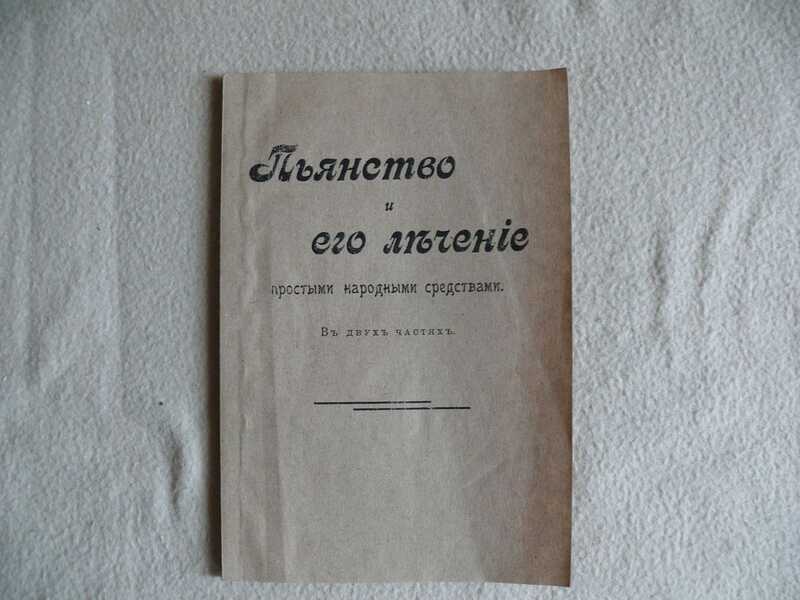 Пьянство
и
его лѣченіе
простыми народными средствами.
Въ двухъ частяхъ.